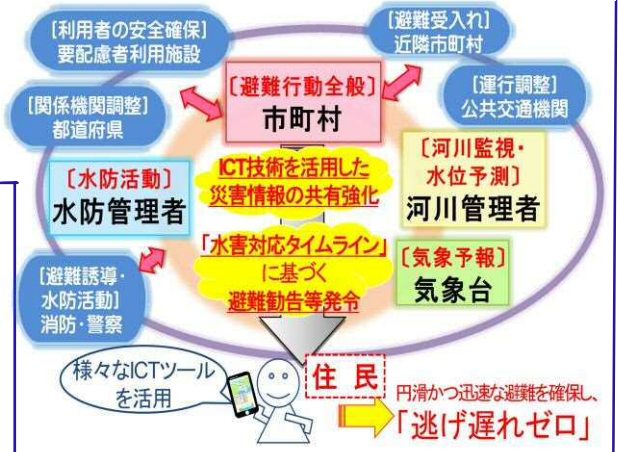 ［利用者の安全確保］
要配慮者利用施設
［避難受入れ］
近隣市町村
［関係機関調整］
都道府県
［避難行動全般］
市町村
［運行調整］
公共交通機関
［水防活動］
水防管理者
ICT技術を活用した
災害情報の共有強化
［河川監視・
水位予測］
河川管理者
「水害対応タイムライン」
に基づく
避難勧告等発令
［気象予報］
気象台
［避難誘導・
水防活動］
消防・警察
様々なICTツール
を活用
住 民
円滑かつ迅速な避難を確保し、
「逃げ遅れゼロ」